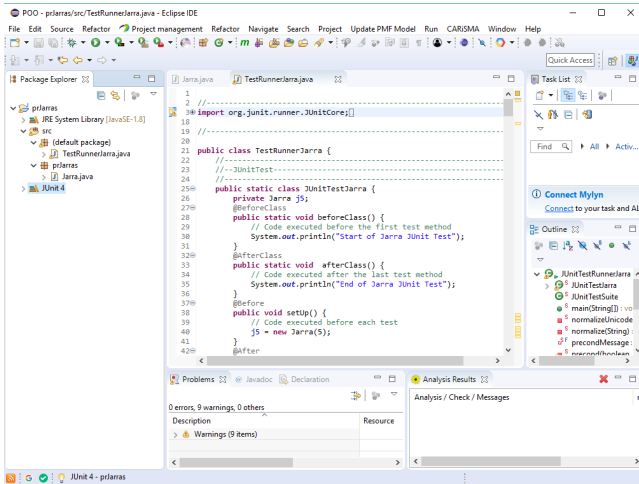 POO - prJarras/src/TestRunnerJarra.java - Eclipse IDE
File Edit Source Refactor Project management Refactor Navigate Search Project Update PMF Model Run CARiSMA Window Help
Quick Access
Package Explorer
prJarras
JRE System Library [JavaSE-1.8]
src
(default package)
TestRunnerJarra.java
prJarras
Jarra.java
JUnit 4
Jarra.java TestRunnerJarra.java
1
2 //--------------------------------------------------------------
3 import org.junit.runner.JUnitCore;
18
19 //--------------------------------------------------------------
20
21 public class TestRunnerJarra {
22 //----------------------------------------------------------
23 //--JUnitTest-----------------------------------------------
24 //----------------------------------------------------------
25 public static class JUnitTestJarra {
26 private Jarra j5;
27 @BeforeClass
28 public static void beforeClass() {
29 // Code executed before the first test method
30 System.out.println("Start of Jarra JUnit Test");
31 }
32 @AfterClass
33 public static void afterClass() {
34 // Code executed after the last test method
35 System.out.println("End of Jarra JUnit Test");
36 }
37 @Before
38 public void setUp() {
39 // Code executed before each test
40 j5 = new Jarra(5);
41 }
42 @After
Task List
Find All Activ...
Connect Mylyn
Connect to your task and AL
Outline
JUnitTestRunnerJarra
JUnitTestJarra
JUnitTestSuite
main(String[]) : vo
normalizeUnicode
normalize(String) :
precondMessage :
precond(boolean
Problems Javadoc Declaration
0 errors, 9 warnings, 0 others
Description Resource
Warnings (9 items)
Analysis Results
Analysis / Check / Messages
JUnit 4 - prJarras